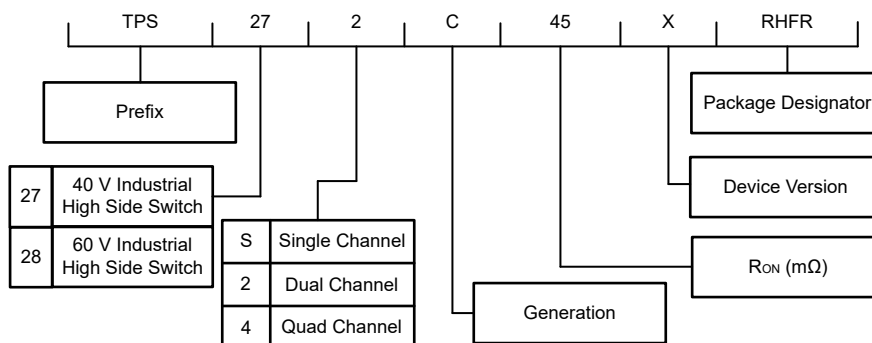 TPS 27 2 C 45 X RHFR
Prefix
Package Designator
27 40 V Industrial
High Side Switch
28 60 V Industrial
High Side Switch
Device Version
S Single Channel
2 Dual Channel
4 Quad Channel
RON (mΩ)
Generation